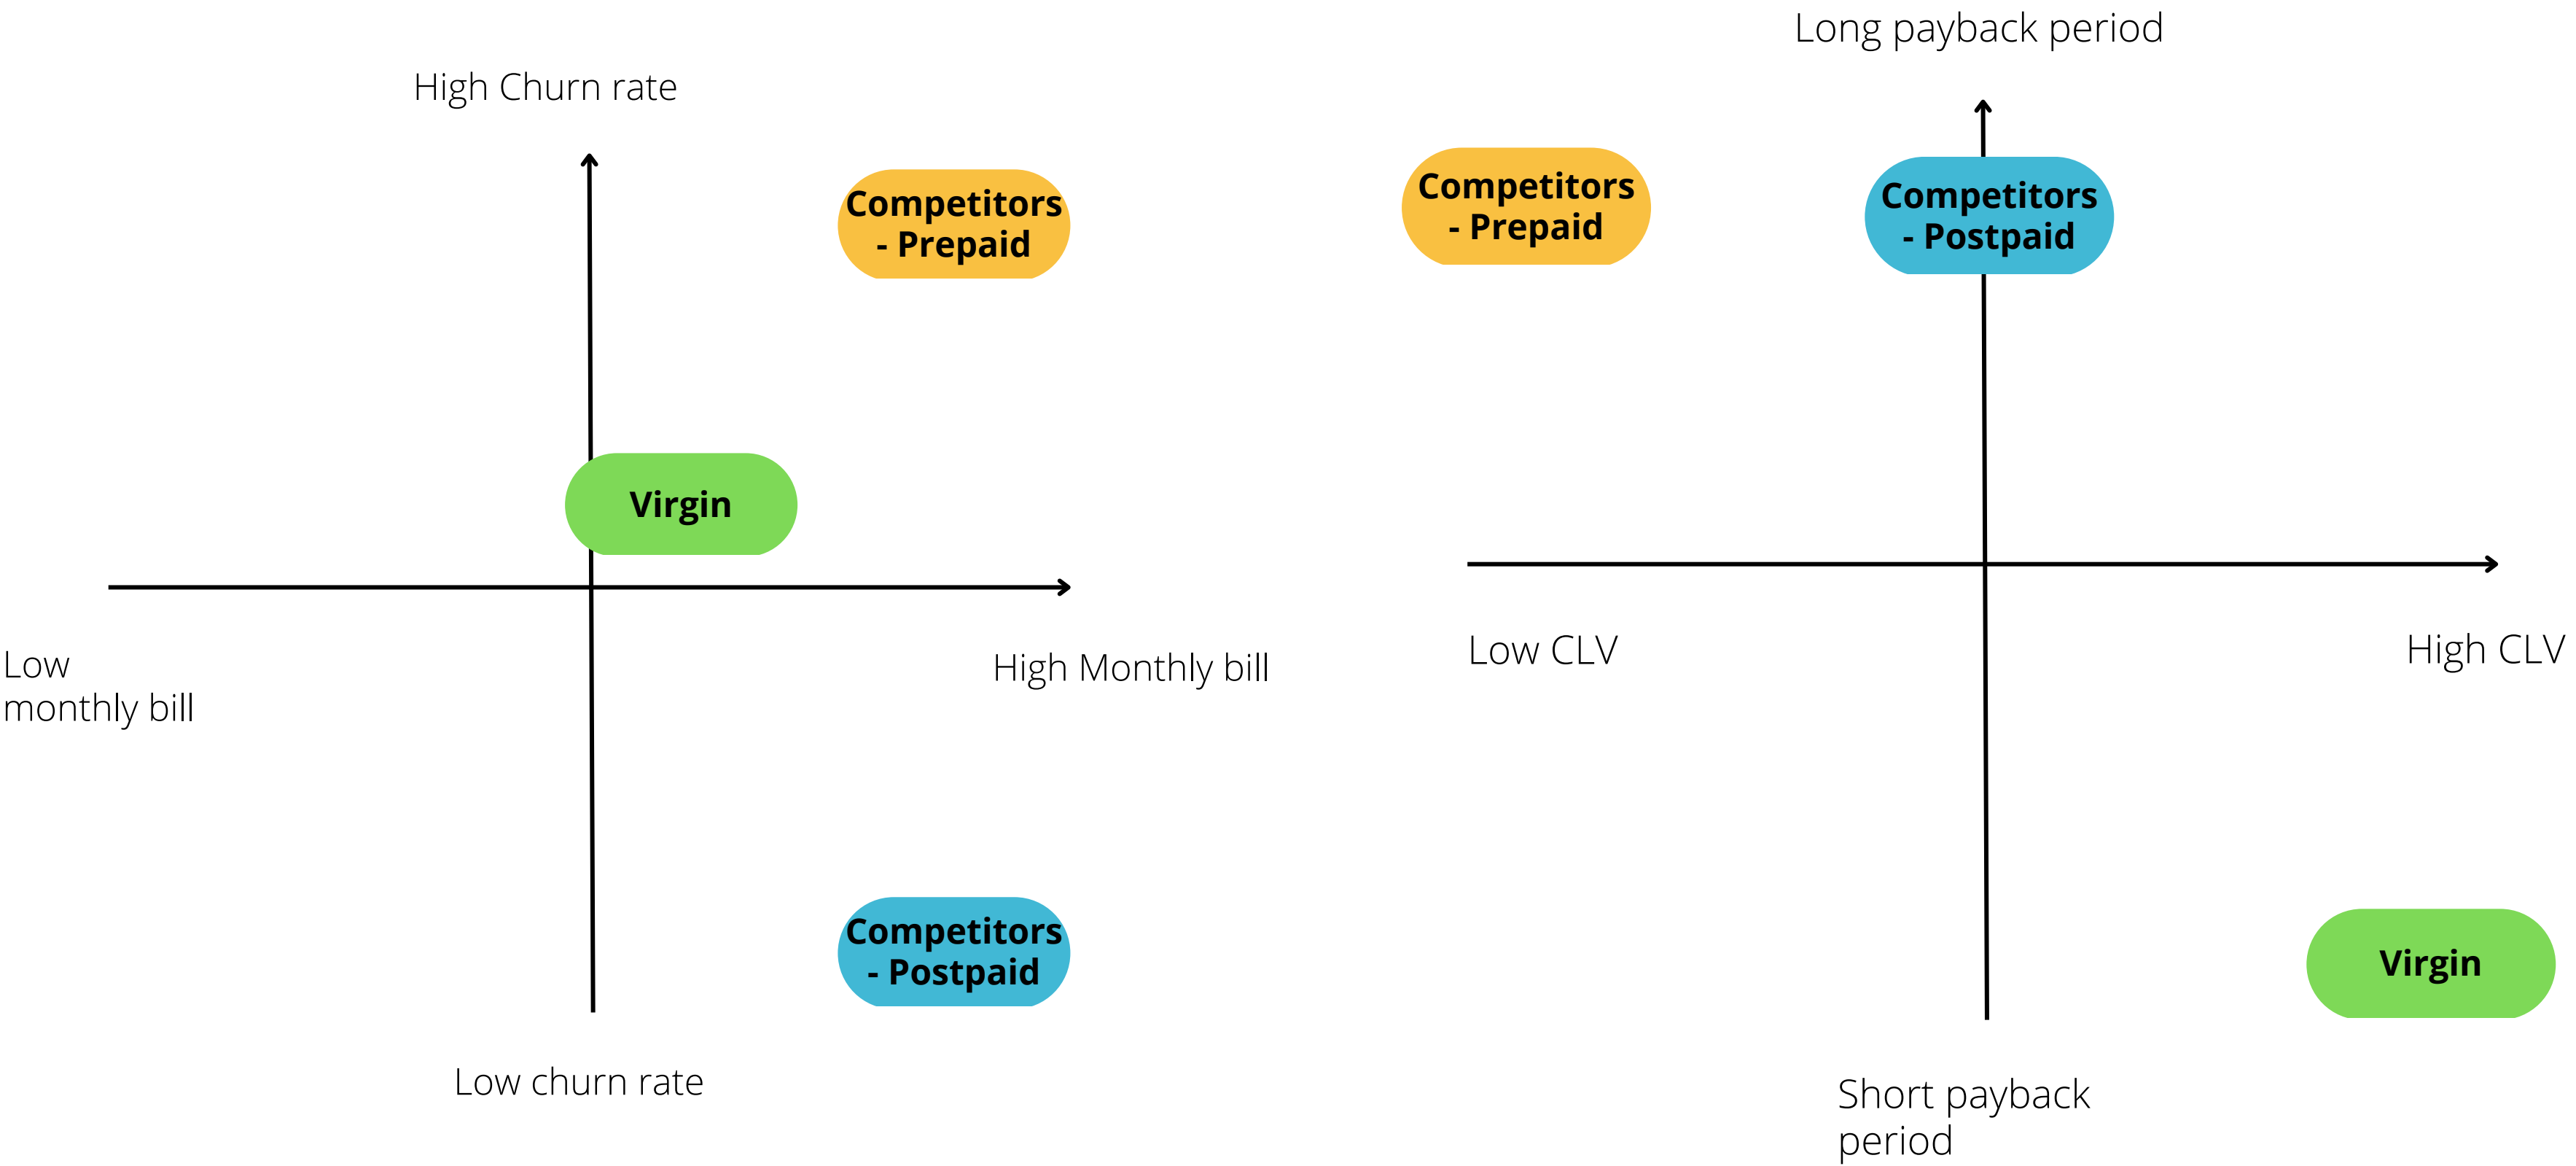 High Churn rate
Competitors
- Prepaid
Virgin
Low
monthly bill
High Monthly bill
Competitors
- Postpaid
Low churn rate
Long payback period
Competitors
- Prepaid
Competitors
- Postpaid
Low CLV
High CLV
Virgin
Short payback
period